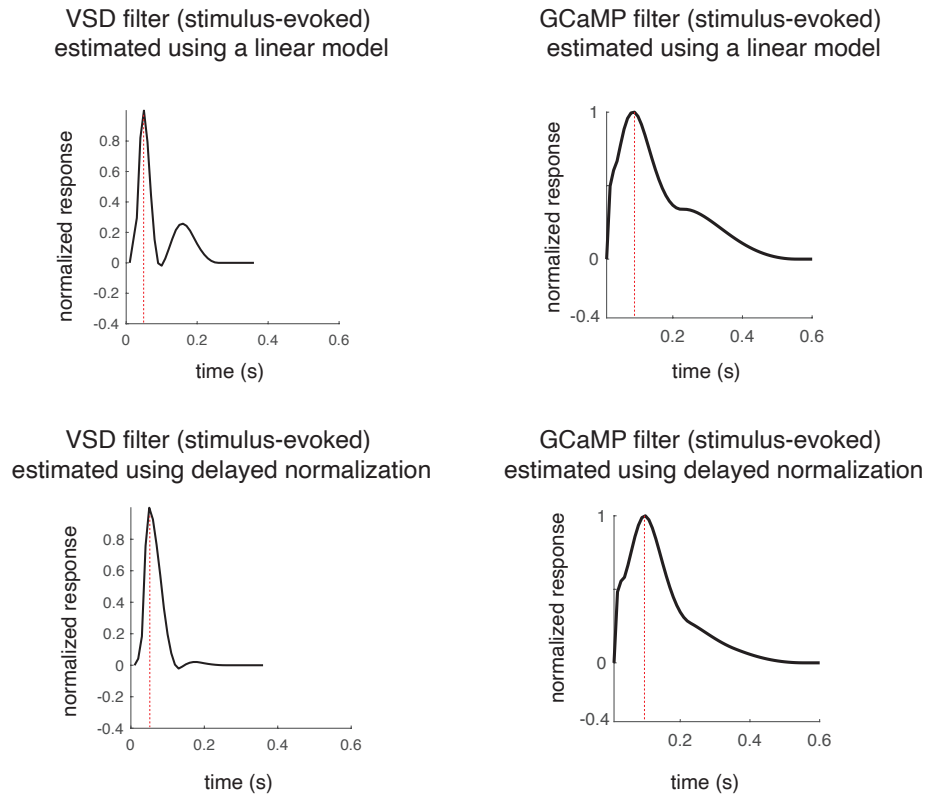 VSD filter (stimulus-evoked)
estimated using a linear model
normalized response
0.8
0.6
0.4
0.2
0
-0.2
-0.4
0
0.2
0.4
0.6
time (s)
GCaMP filter (stimulus-evoked)
estimated using a linear model
normalized response
1
0
-0.4
0.2
0.4
0.6
time (s)
VSD filter (stimulus-evoked)
estimated using delayed normalization
normalized response
0.8
0.6
0.4
0.2
0
-0.2
-0.4
0
0.2
0.4
0.6
time (s)
GCaMP filter (stimulus-evoked)
estimated using delayed normalization
normalized response
1
0
-0.4
0.2
0.4
0.6
time (s)